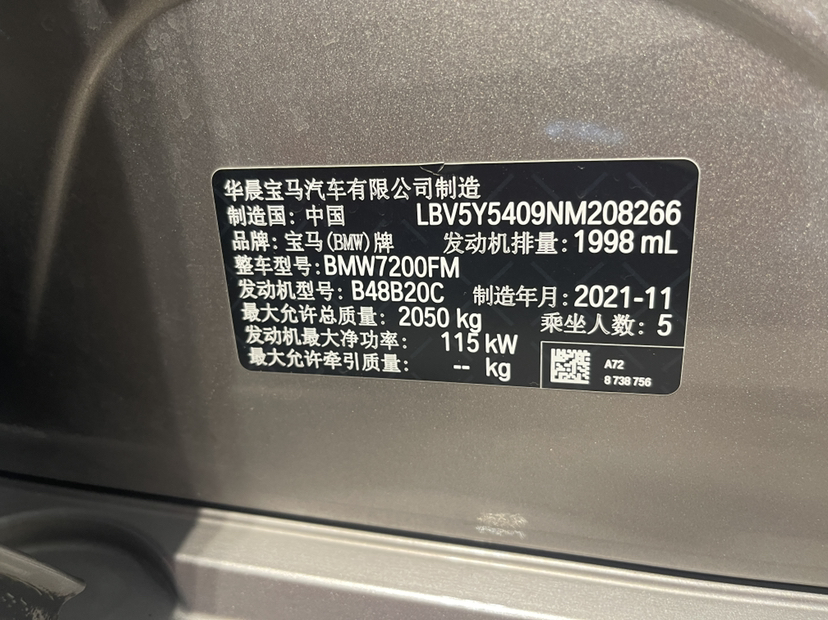 华晨宝马汽车有限公司制造
制造国: 中国 LBV5Y5409NM208266
品牌: 宝马(BMW)牌 发动机排量: 1998 mL
整车型号: BMW7200FM
发动机型号: B48B20C 制造年月: 2021-11
最大允许总质量: 2050 kg 乘坐人数: 5
发动机最大净功率: 115 kW
最大允许牵引质量: -- kg
A72
8 738 756